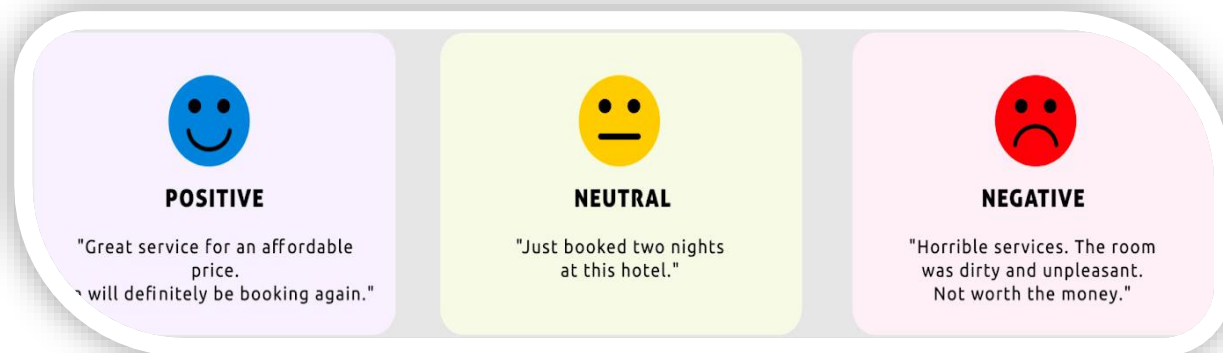 POSITIVE
"Great service for an affordable
price.
will definitely be booking again."
NEUTRAL
"Just booked two nights
at this hotel."
NEGATIVE
"Horrible services. The room
was dirty and unpleasant.
Not worth the money."